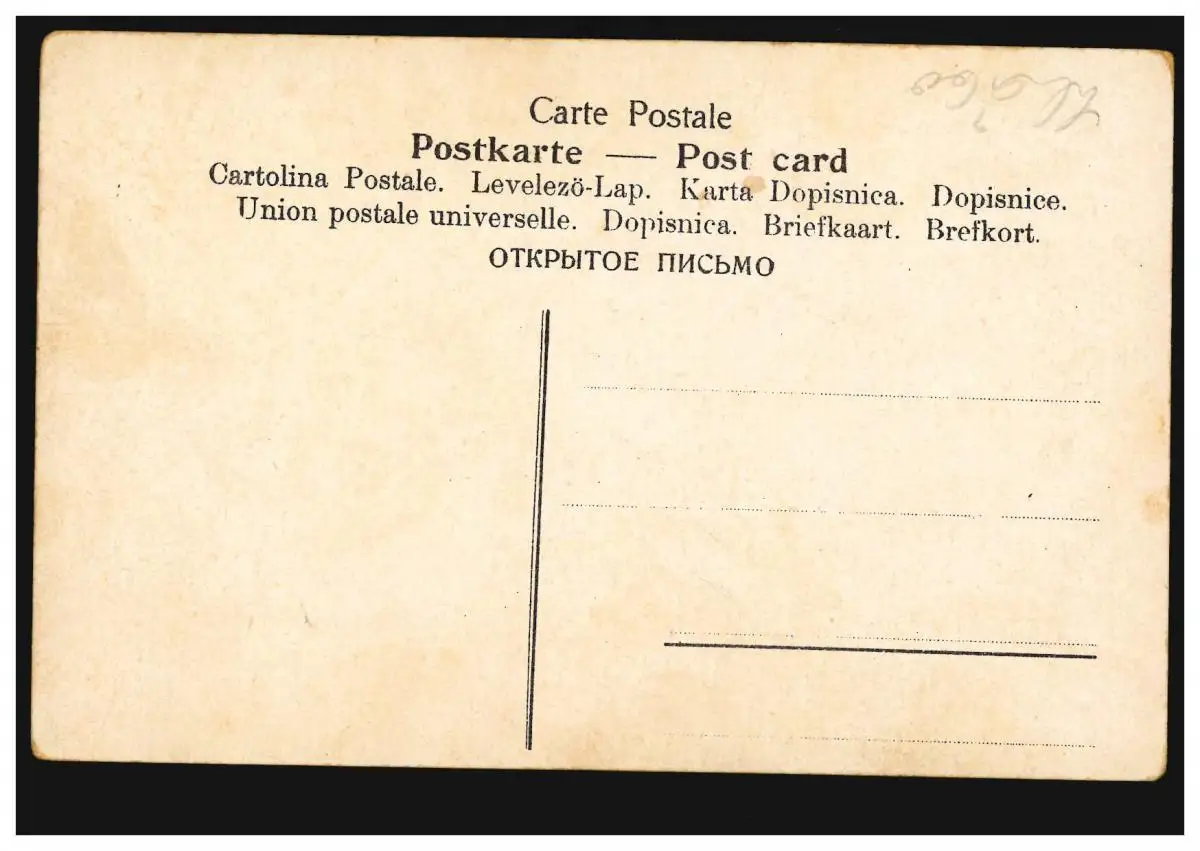 Carte Postale
Postkarte — Post card
Cartolina Postale. Levelezö-Lap. Karta Dopisnica. Dopisnice.
Union postale universelle. Dopisnica. Briefkaart. Brefkort.
ОТКРЫТОЕ ПИСЬМО